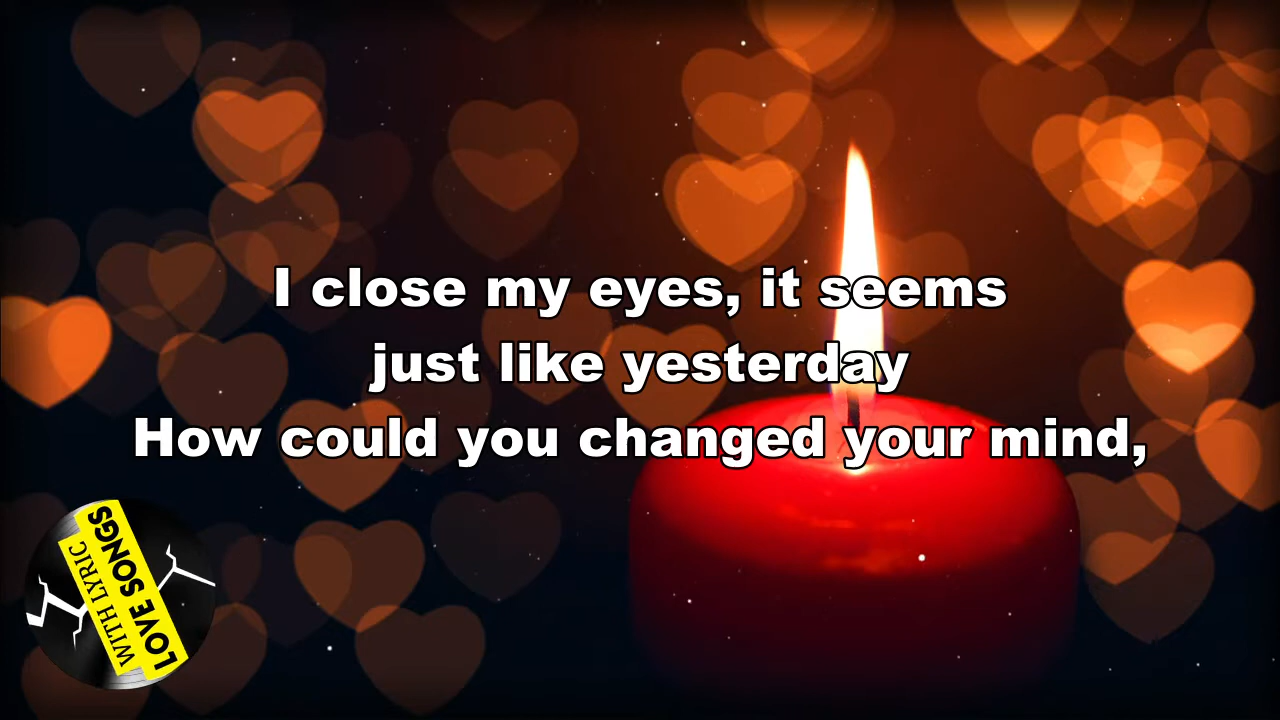 I close my eyes, it seems
just like yesterday
How could you changed your mind,
WITH LYRIC
LOVE SONGS